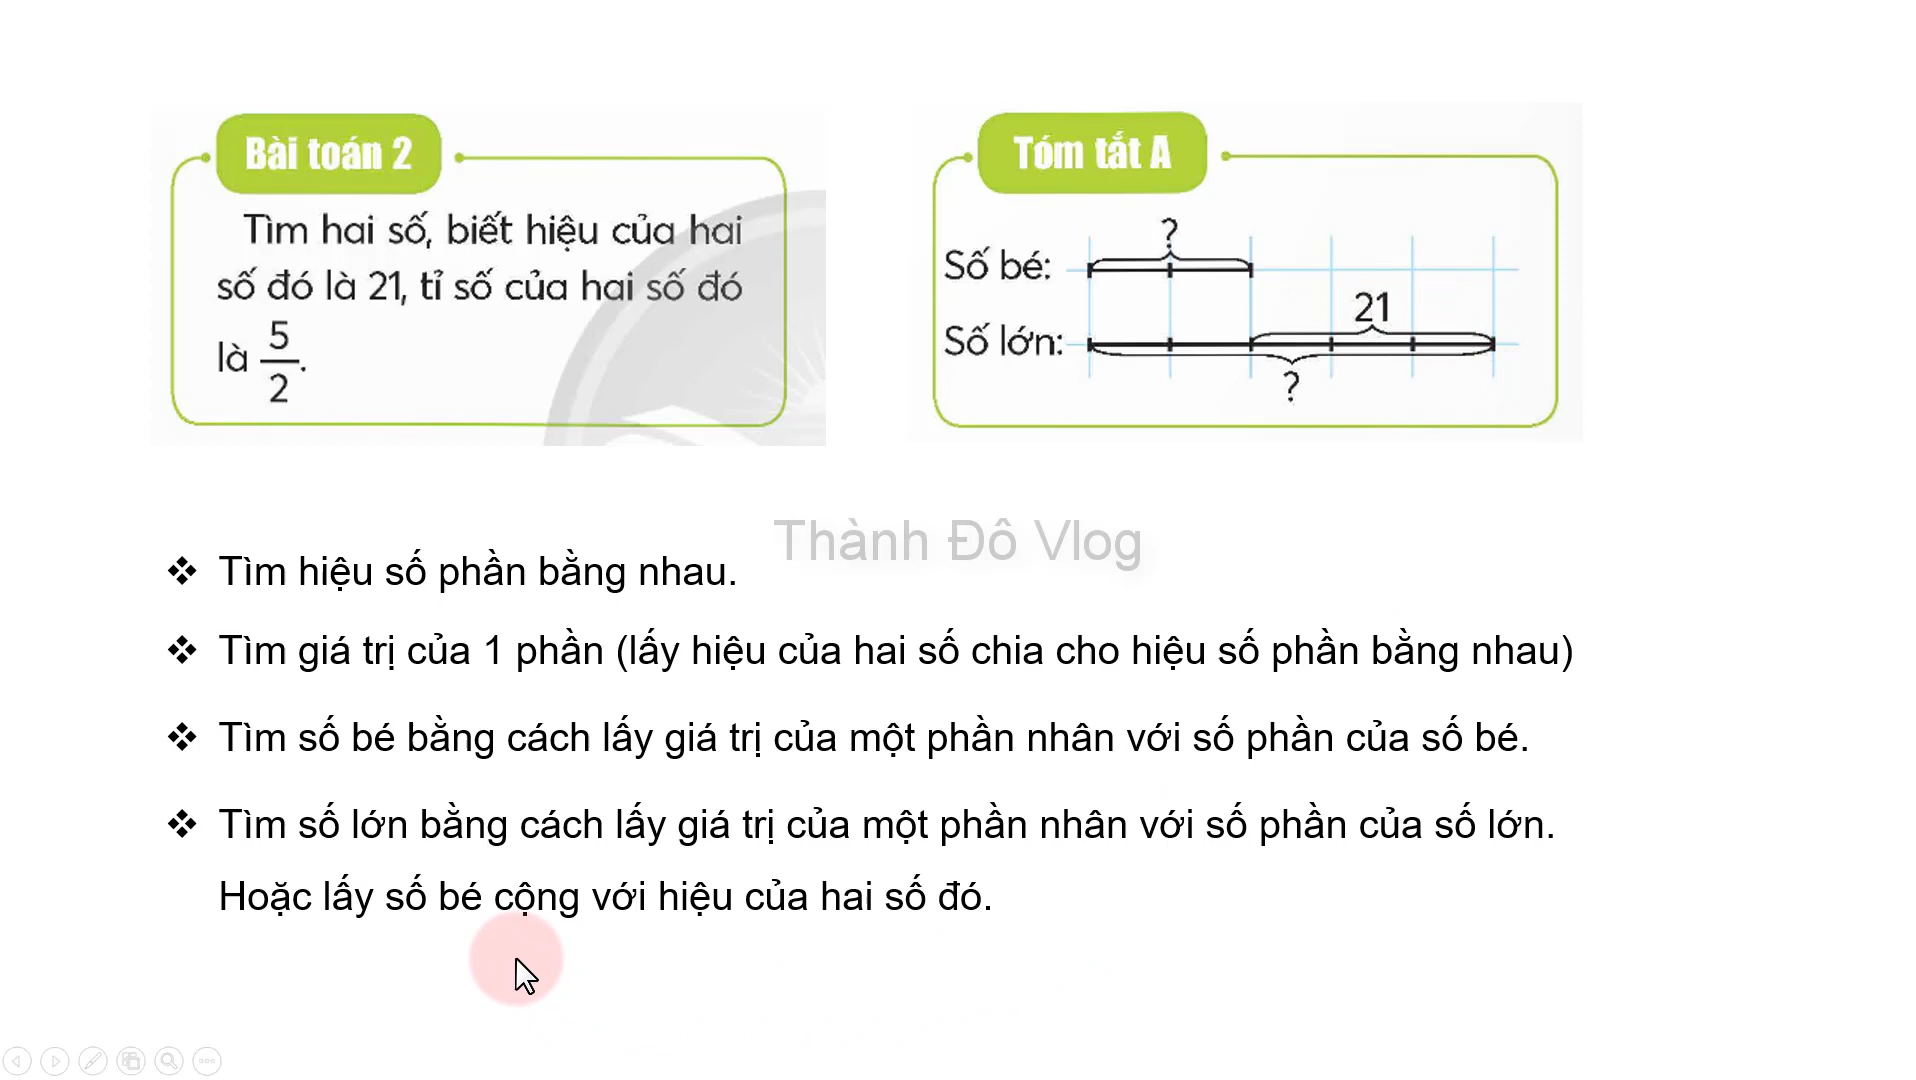 Bài toán 2
Tìm hai số, biết hiệu của hai
số đó là 21, tỉ số của hai số đó
là 5/2.
Tóm tắt A
?
Số bé:
21
Số lớn:
?
Thành Đô Vlog
❖ Tìm hiệu số phần bằng nhau.
❖ Tìm giá trị của 1 phần (lấy hiệu của hai số chia cho hiệu số phần bằng nhau)
❖ Tìm số bé bằng cách lấy giá trị của một phần nhân với số phần của số bé.
❖ Tìm số lớn bằng cách lấy giá trị của một phần nhân với số phần của số lớn.
Hoặc lấy số bé cộng với hiệu của hai số đó.